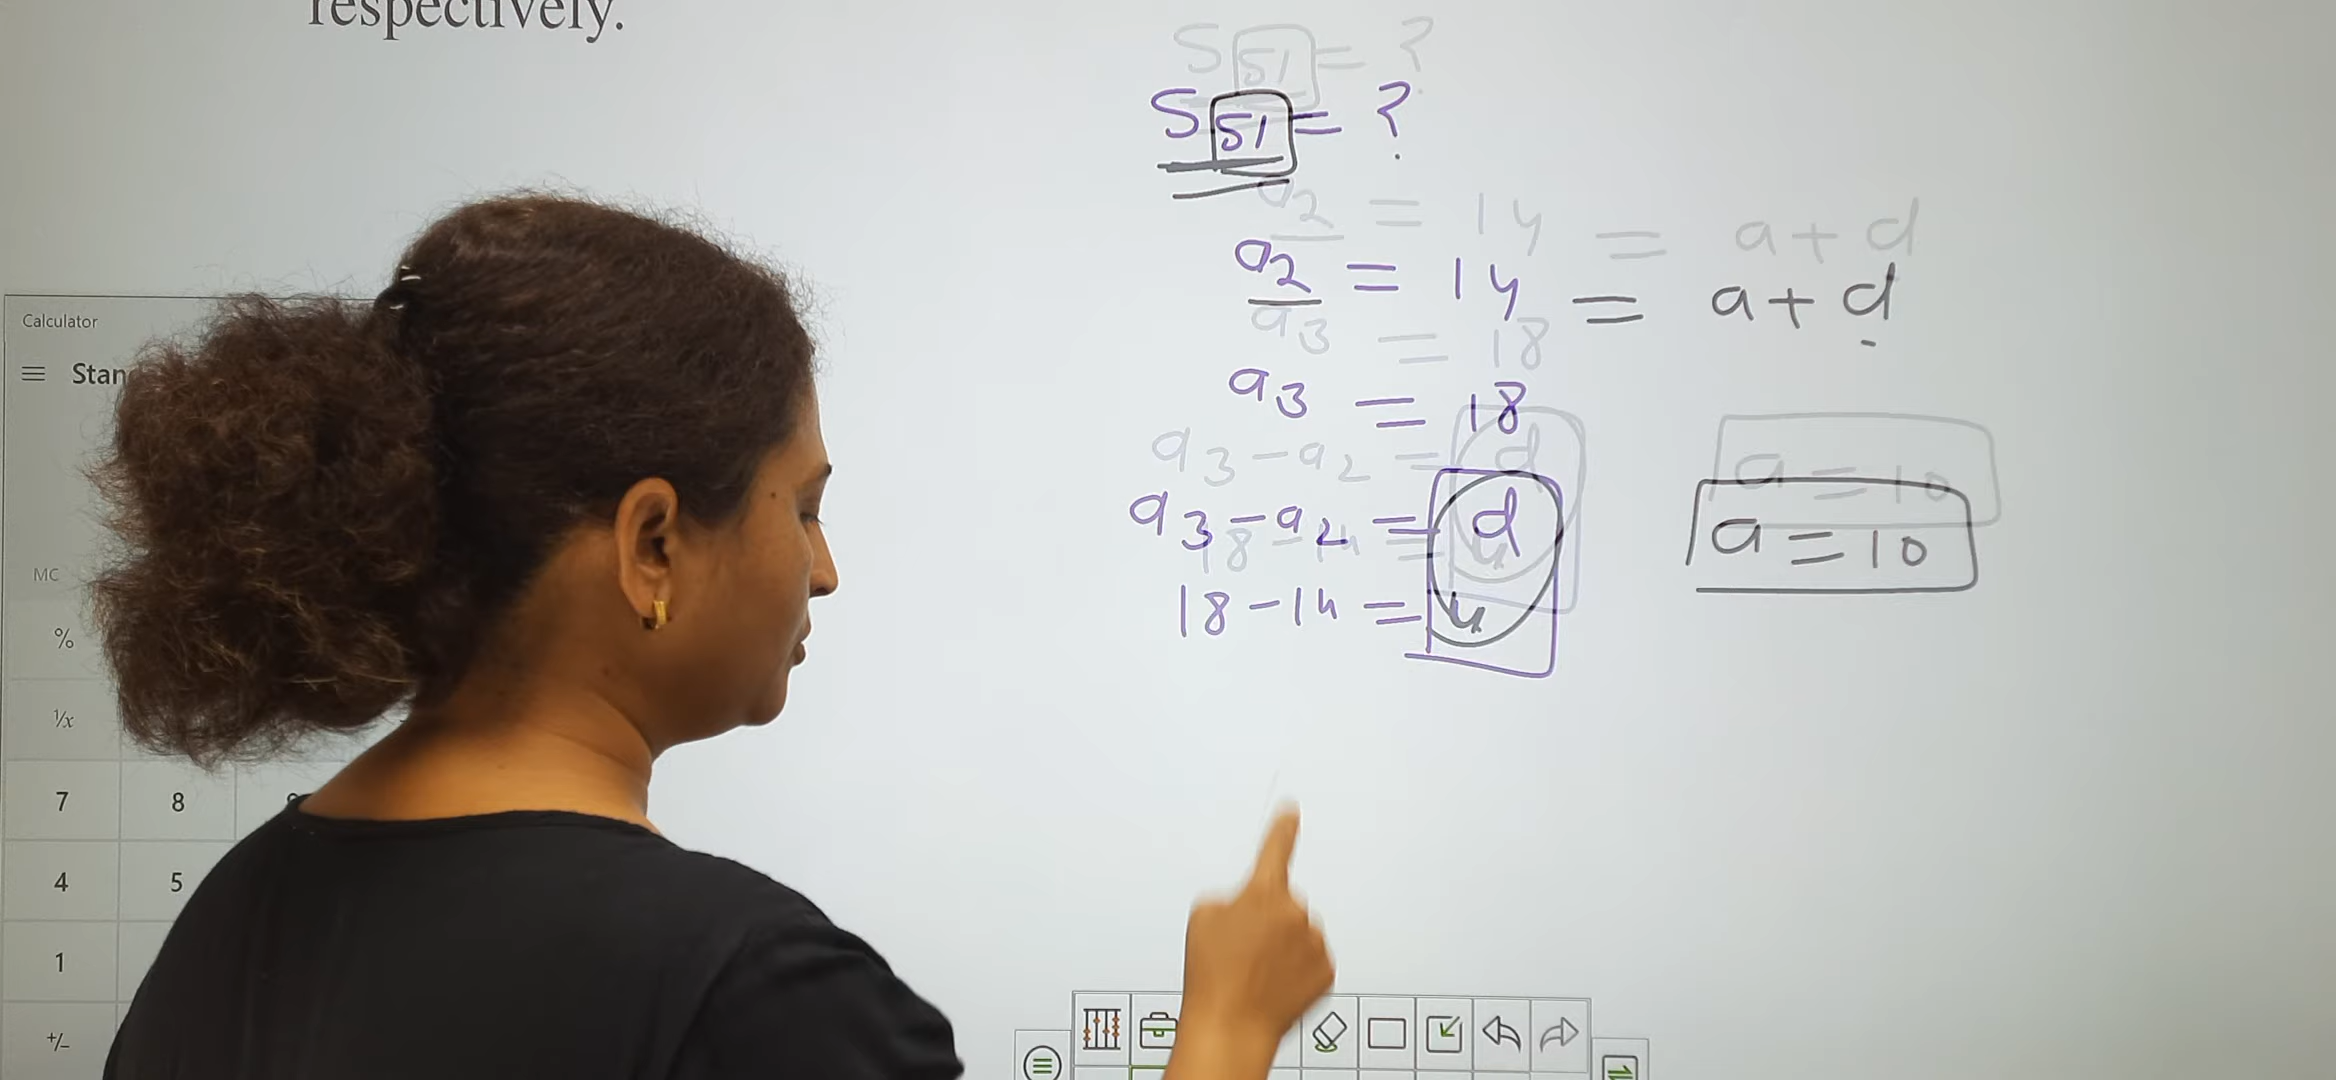 respectively.
S51 = ?
a2 = 14 = a + d
a3 = 18
a3 - a2 = d
a = 10
18 - 14 = 4
Calculator
Stan
MC
%
1/x
7 8
4 5
1
+/-